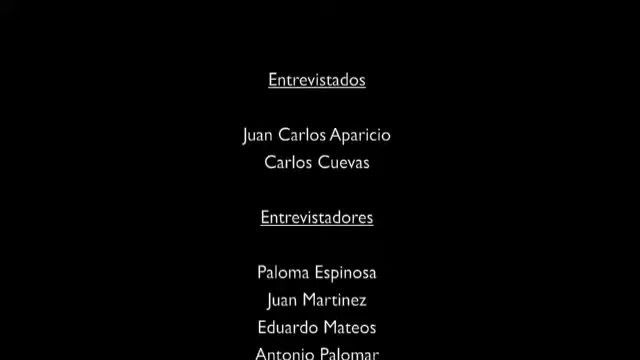 Entrevistados
Juan Carlos Aparicio
Carlos Cuevas
Entrevistadores
Paloma Espinosa
Juan Martinez
Eduardo Mateos
Antonio Palomar